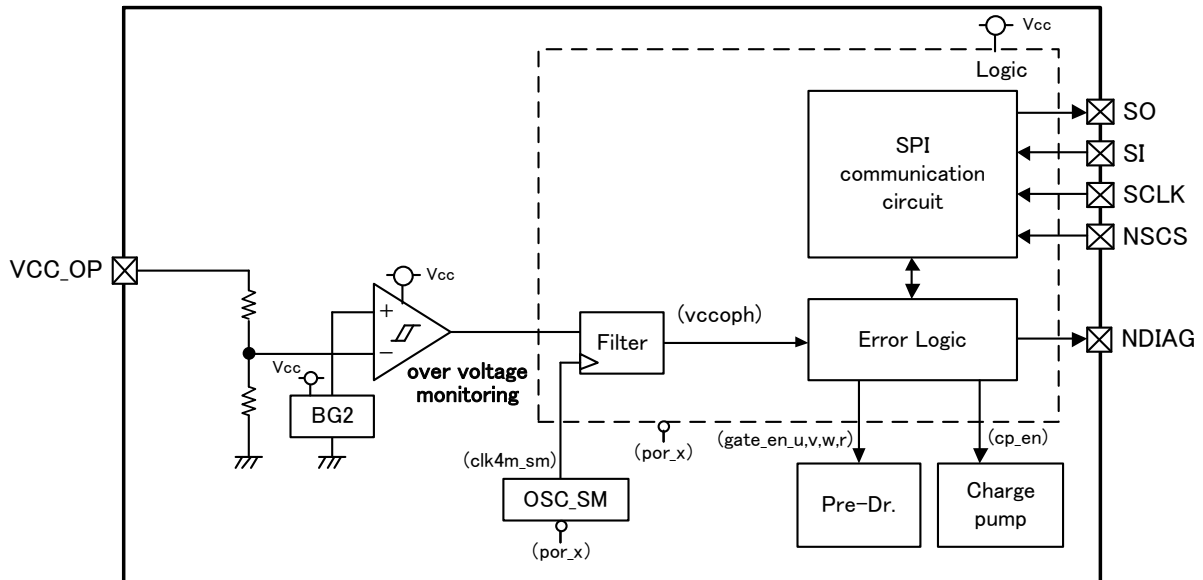 Vcc
Logic
SPI
communication
circuit
SO
SI
SCLK
NSCS
VCC_OP
Vcc
+
−
Vcc
BG2
over voltage
monitoring
Filter
(vccoph)
Error Logic
NDIAG
(clk4m_sm)
OSC_SM
(por_x)
(por_x)
(gate_en_u,v,w,r)
(cp_en)
Pre-Dr.
Charge
pump